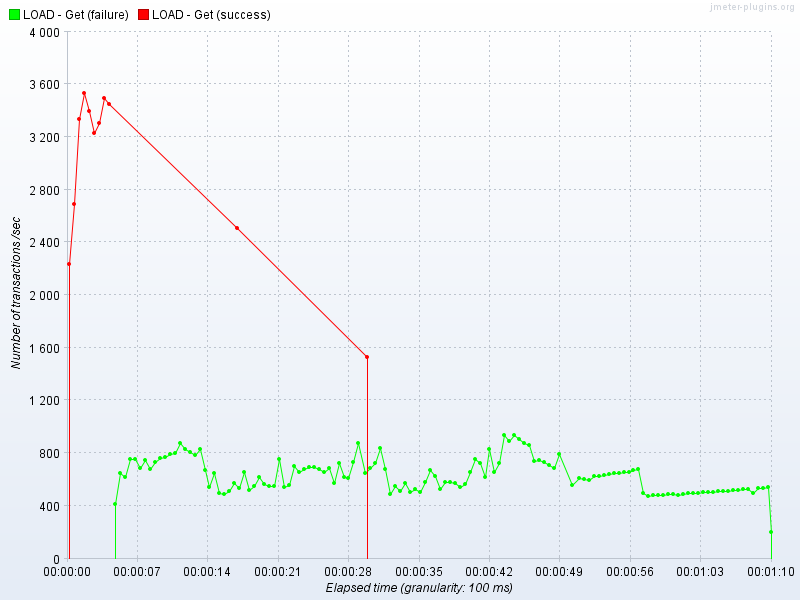 LOAD - Get (failure) LOAD - Get (success)
jmeter-plugins.org
4 000
3 600
3 200
2 800
2 400
2 000
1 600
1 200
800
400
0
Number of transactions /sec
00:00:00 00:00:07 00:00:14 00:00:21 00:00:28 00:00:35 00:00:42 00:00:49 00:00:56 00:01:03 00:01:10
Elapsed time (granularity: 100 ms)